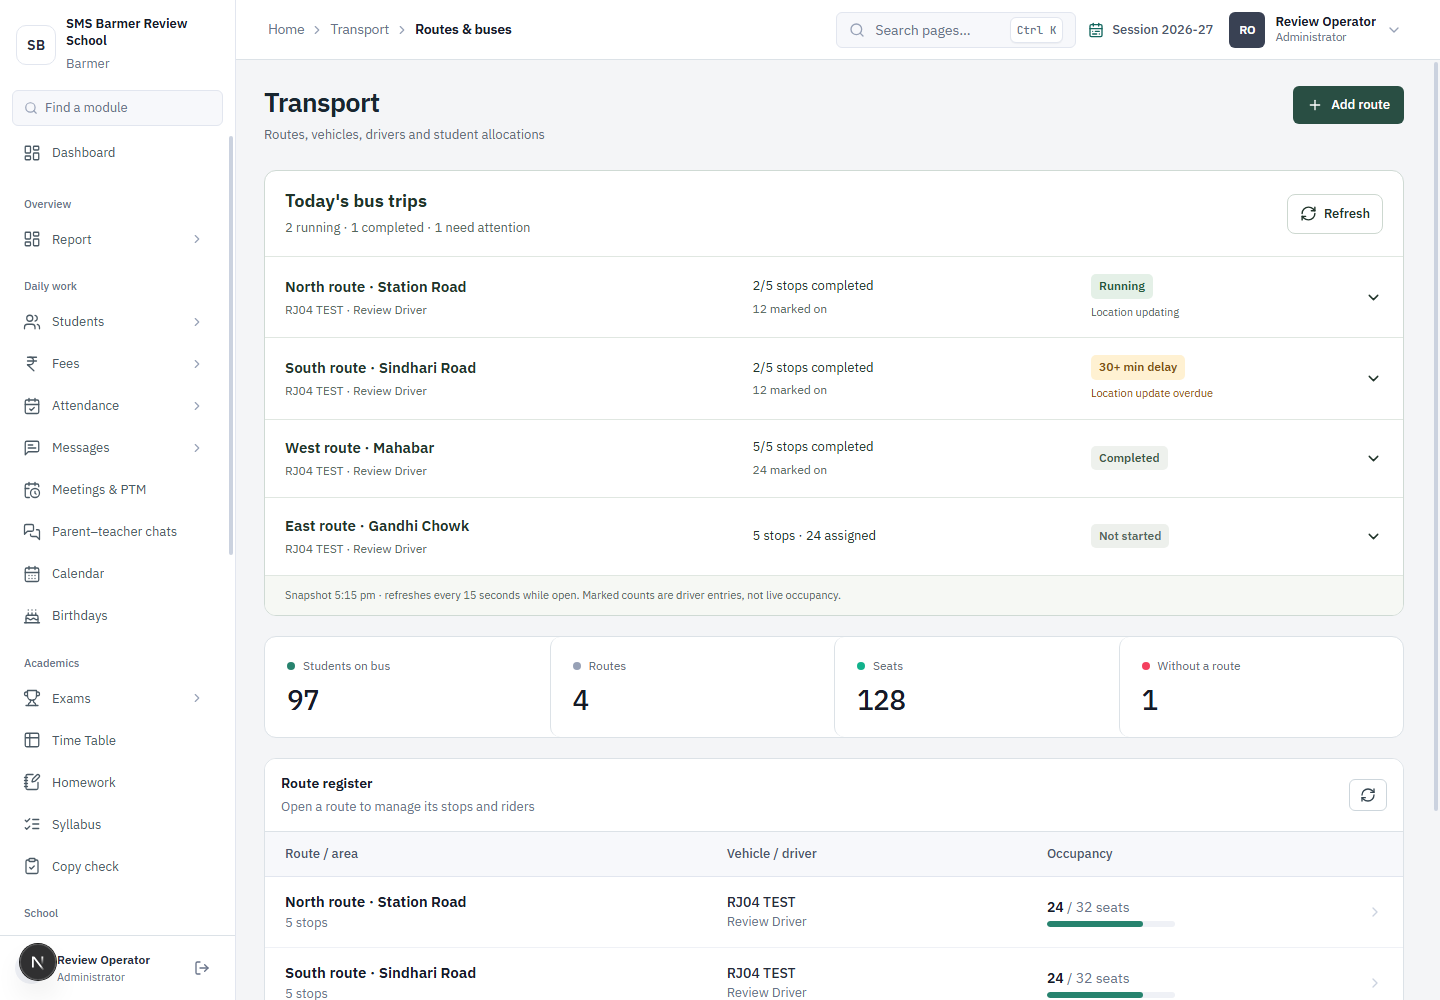 SMS Barmer Review
School
SB
Barmer
Find a module
Dashboard
Overview
Report
Daily work
Students
Fees
Attendance
Messages
Meetings & PTM
Parent–teacher chats
Calendar
Birthdays
Academics
Exams
Time Table
Homework
Syllabus
Copy check
School
N
Review Operator
Administrator
Home > Transport > Routes & buses
Search pages...
Ctrl K
Session 2026-27
RO
Review Operator
Administrator
Transport
Routes, vehicles, drivers and student allocations
+ Add route
Today's bus trips
2 running · 1 completed · 1 need attention
Refresh
North route · Station Road
RJ04 TEST · Review Driver
2/5 stops completed
12 marked on
Running
Location updating
South route · Sindhari Road
RJ04 TEST · Review Driver
2/5 stops completed
12 marked on
30+ min delay
Location update overdue
West route · Mahabar
RJ04 TEST · Review Driver
5/5 stops completed
24 marked on
Completed
East route · Gandhi Chowk
RJ04 TEST · Review Driver
5 stops · 24 assigned
Not started
Snapshot 5:15 pm · refreshes every 15 seconds while open. Marked counts are driver entries, not live occupancy.
Students on bus
97
Routes
4
Seats
128
Without a route
1
Route register
Open a route to manage its stops and riders
Route / area
Vehicle / driver
Occupancy
North route · Station Road
5 stops
RJ04 TEST
Review Driver
24 / 32 seats
South route · Sindhari Road
5 stops
RJ04 TEST
Review Driver
24 / 32 seats